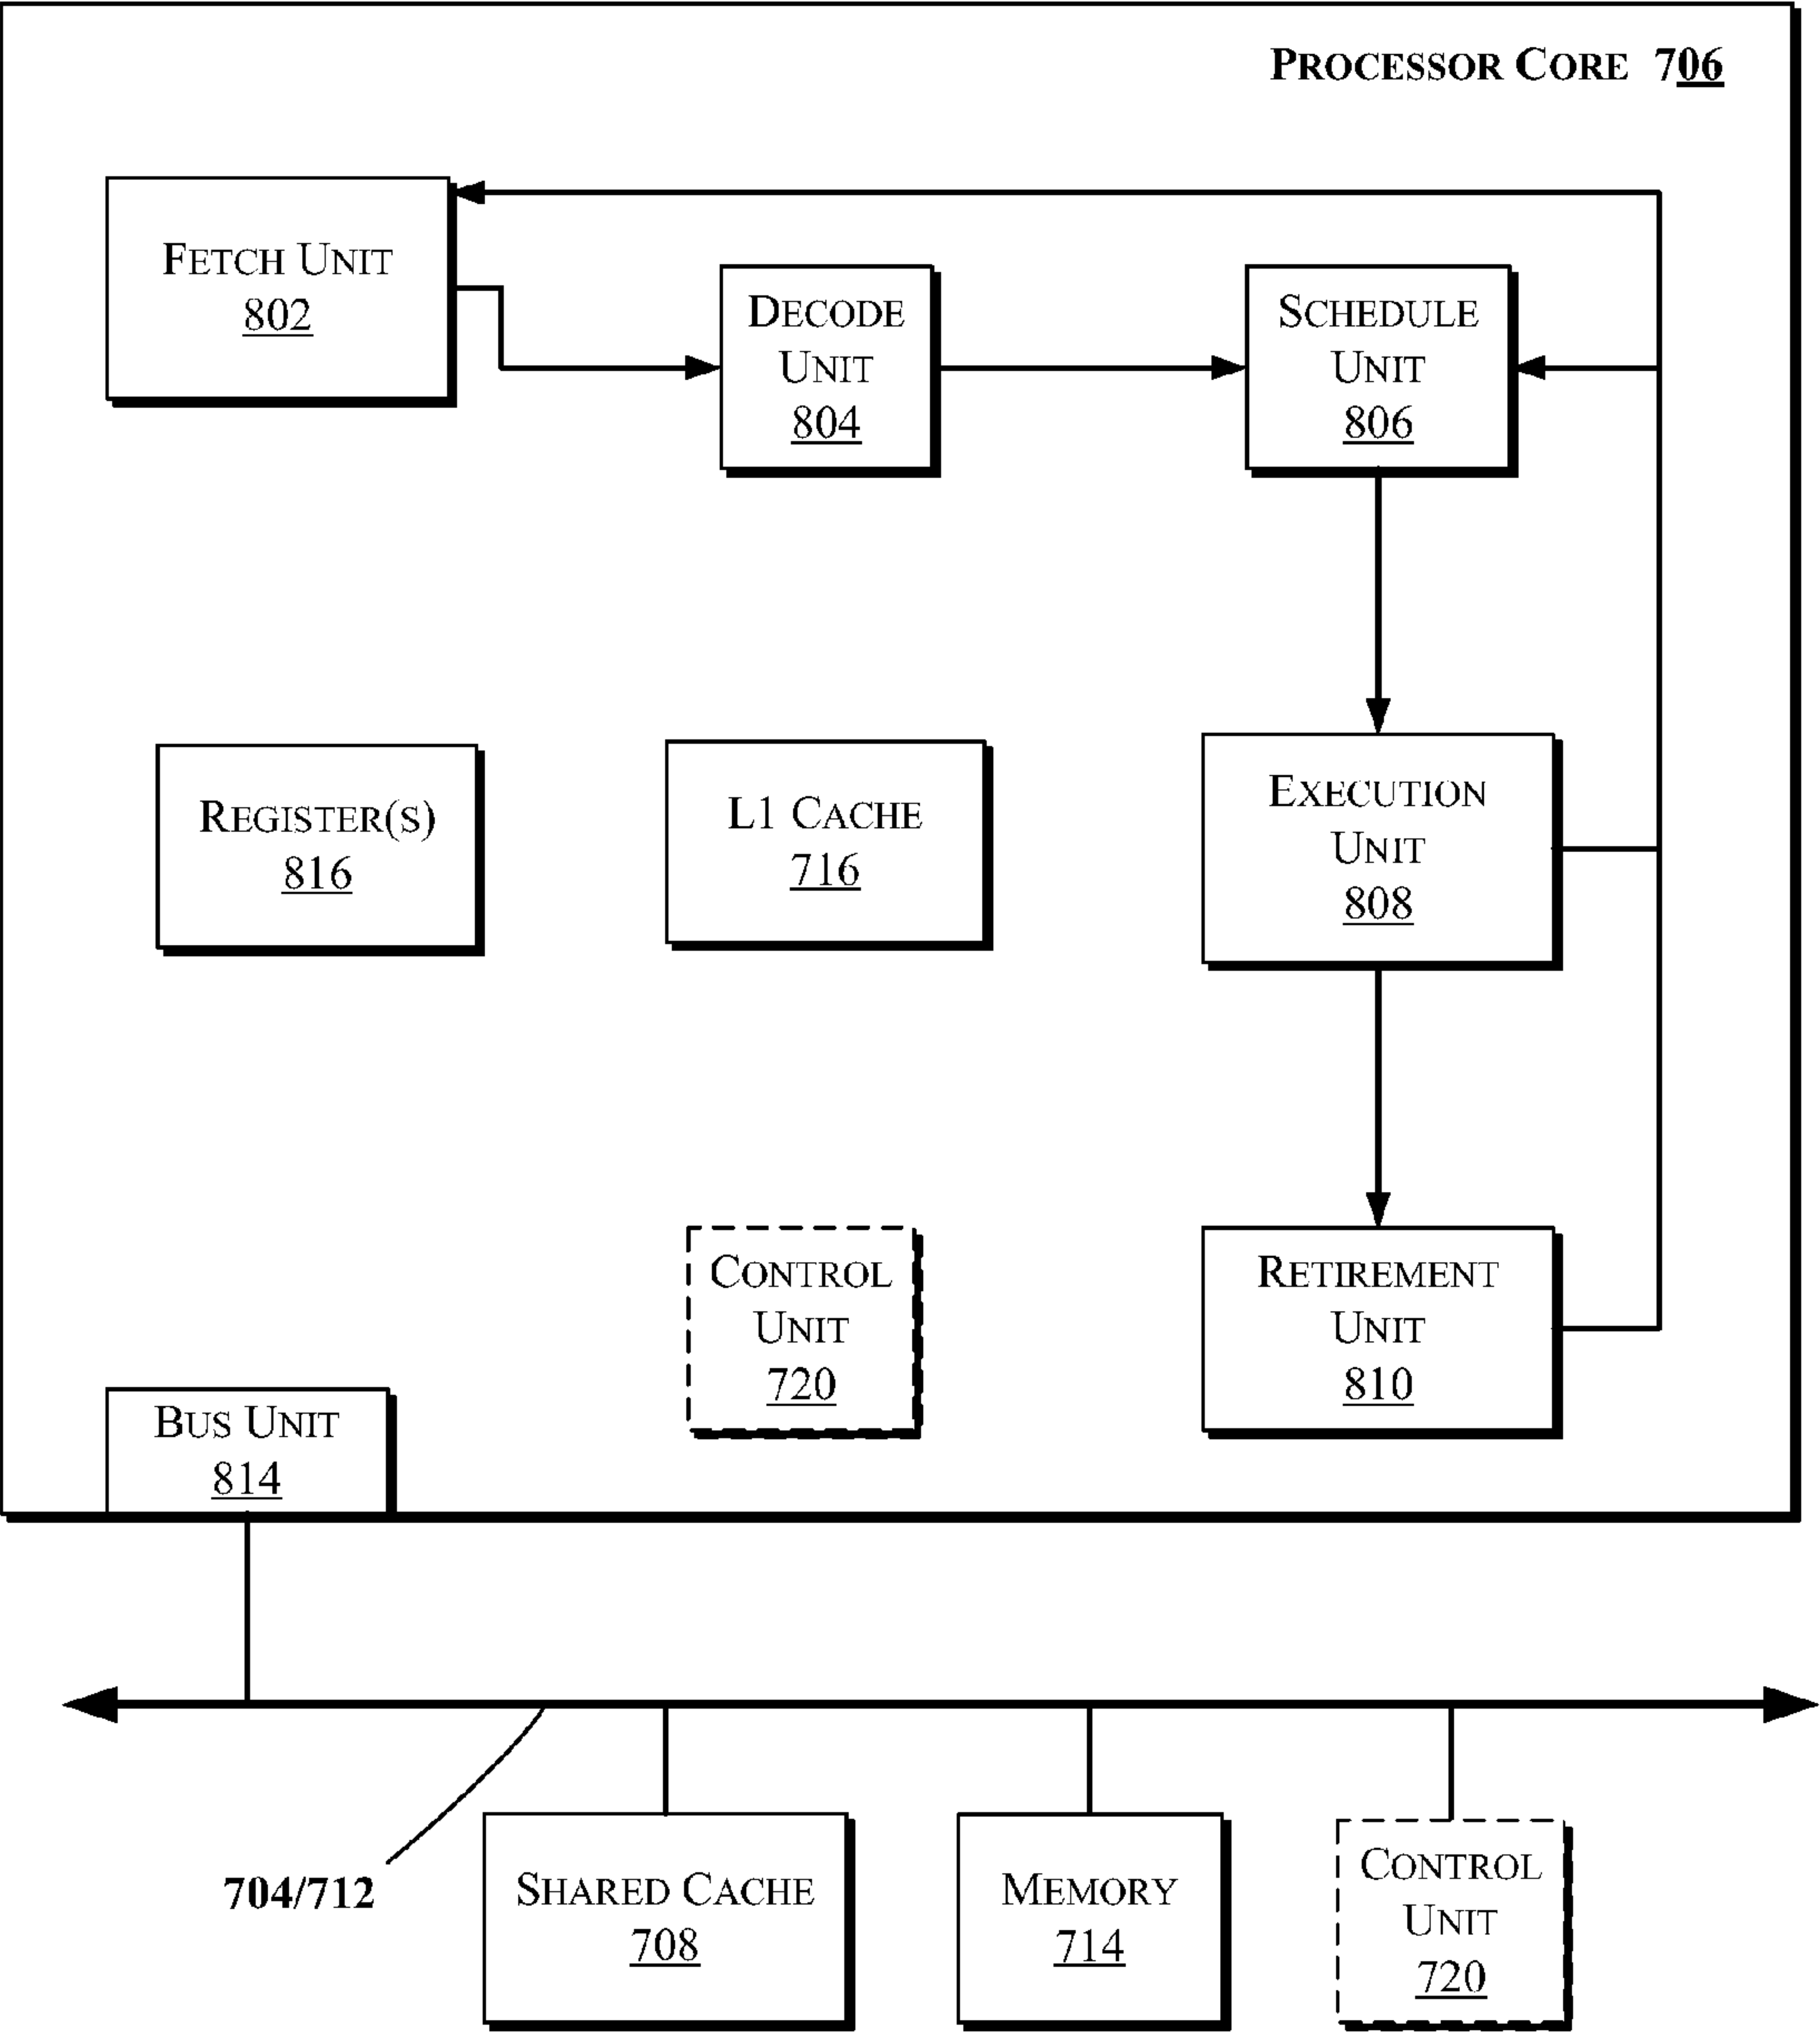 PROCESSOR CORE 706
FETCH UNIT
802
DECODE
UNIT
804
SCHEDULE
UNIT
806
REGISTER(S)
816
L1 CACHE
716
EXECUTION
UNIT
808
CONTROL
UNIT
720
RETIREMENT
UNIT
810
BUS UNIT
814
704/712
SHARED CACHE
708
MEMORY
714
CONTROL
UNIT
720